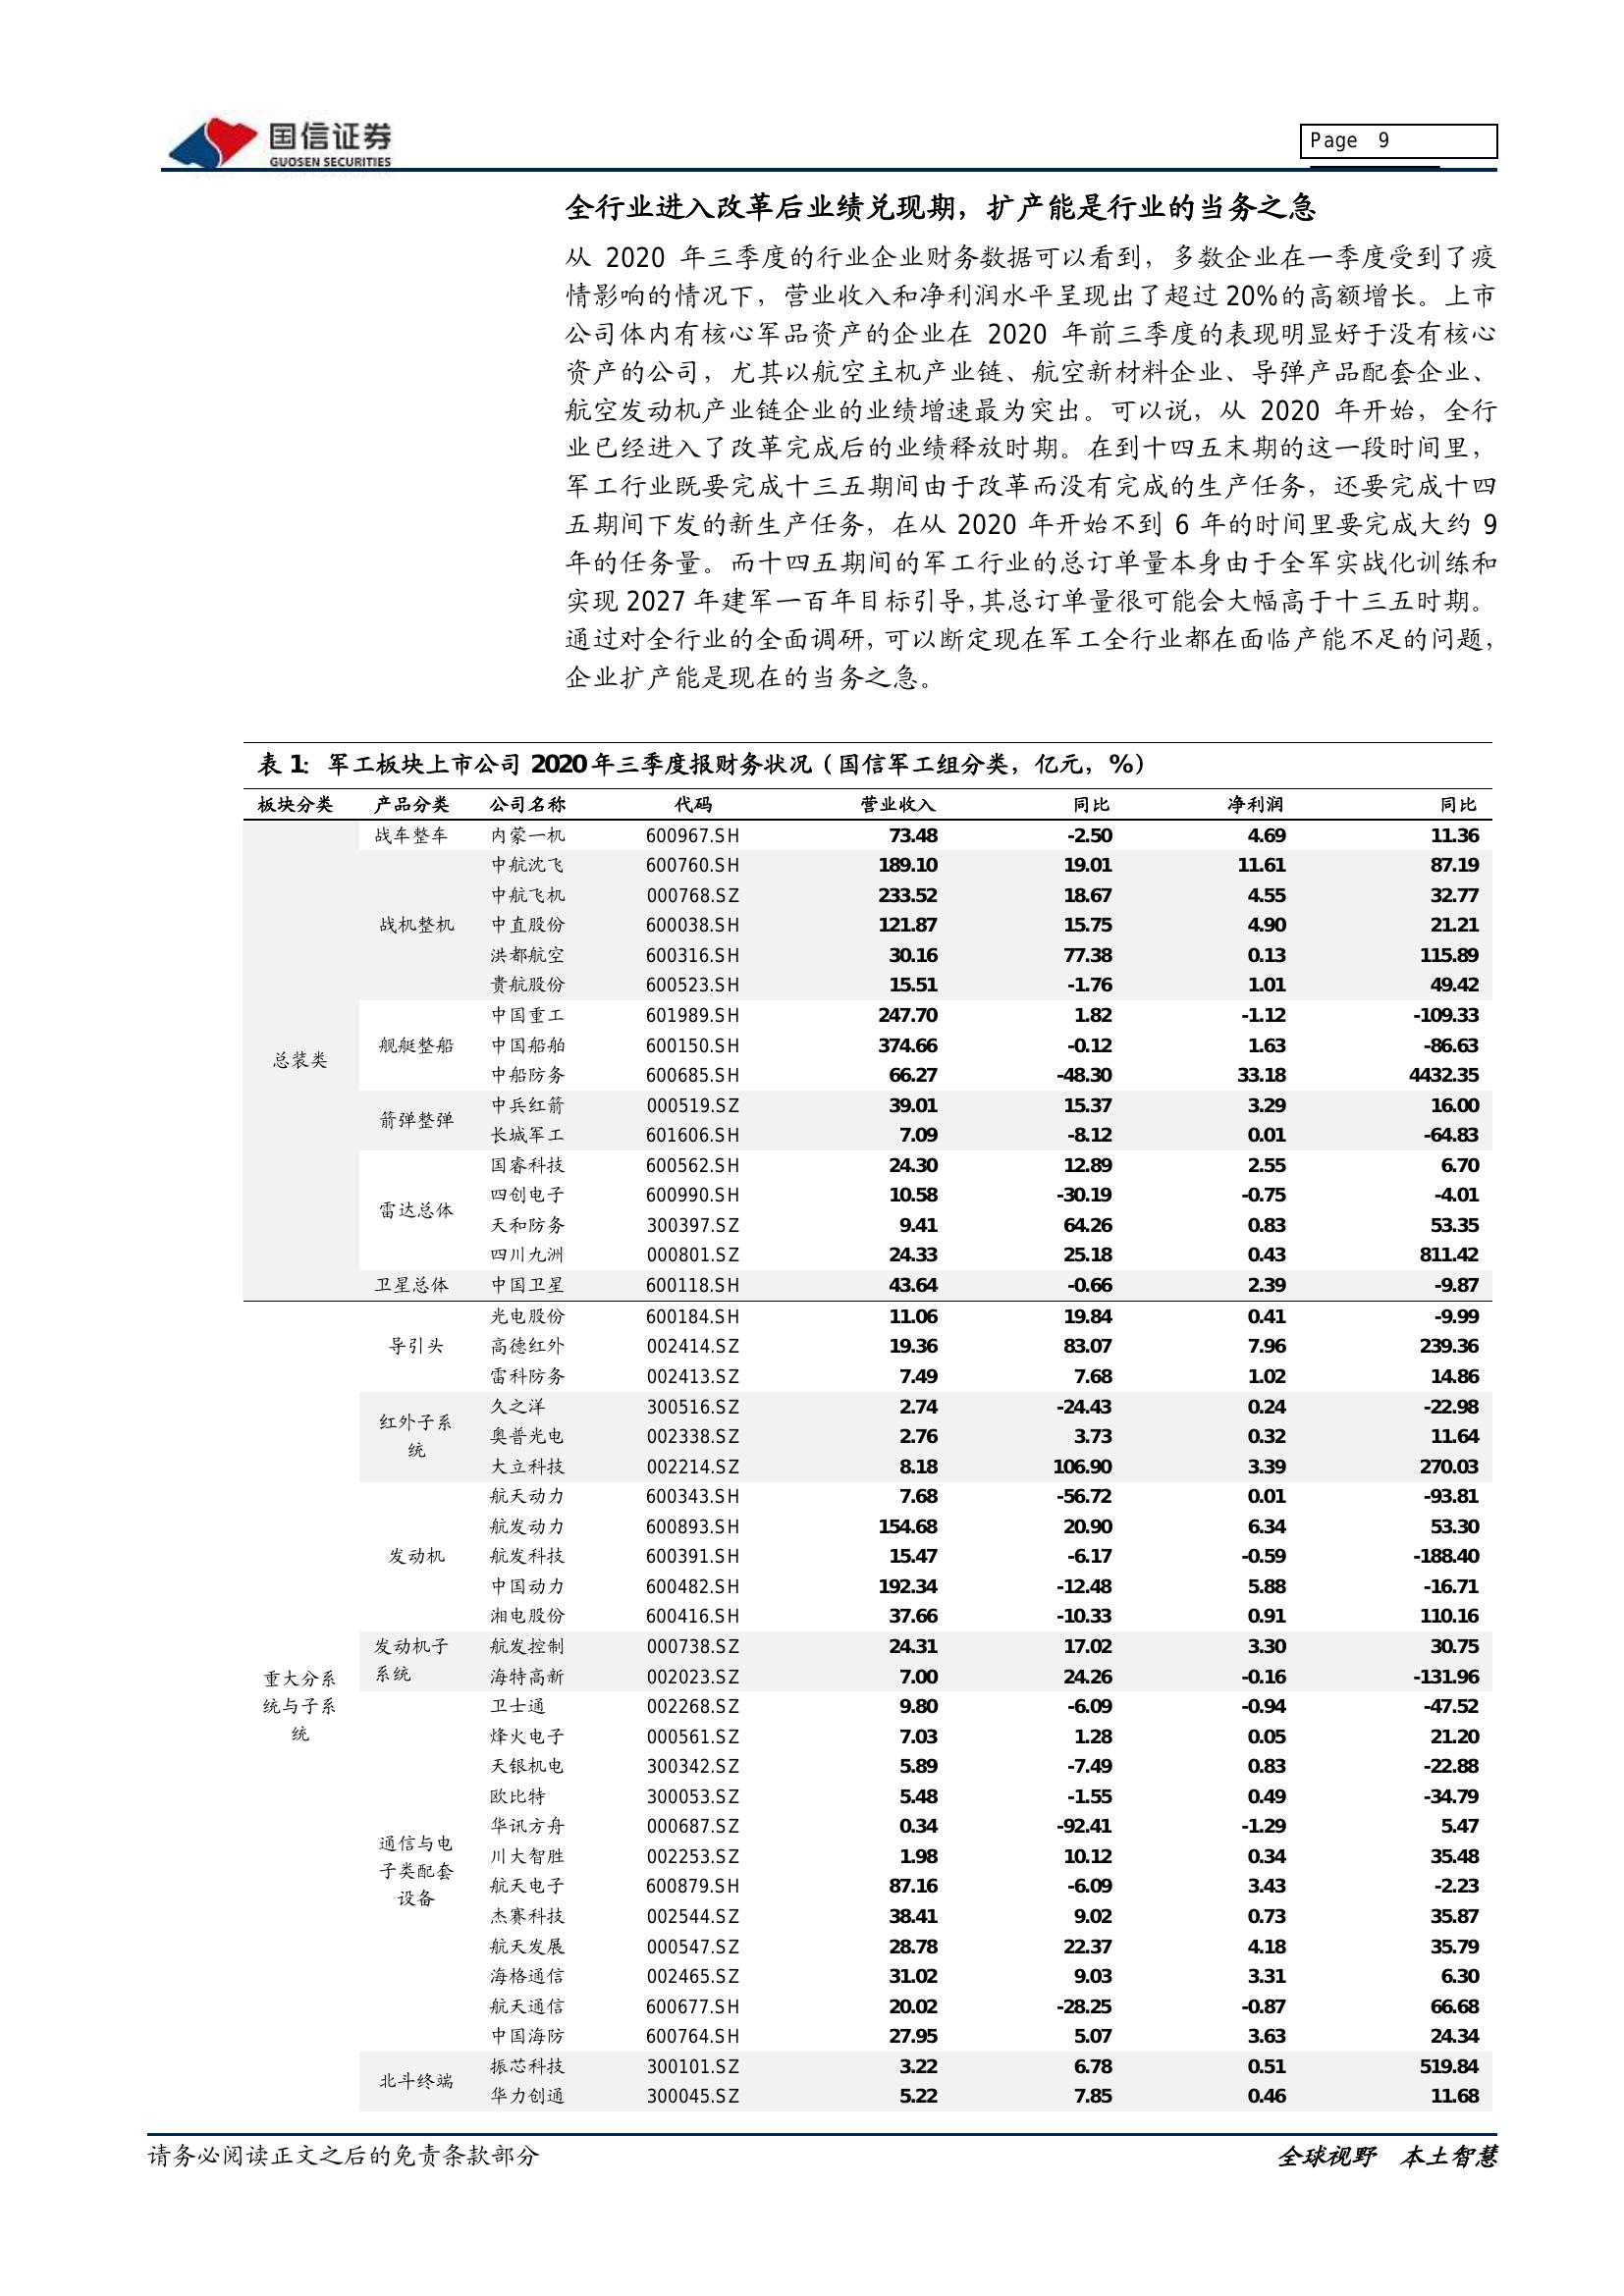 国信证券
GUOSEN SECURITIES
Page 9
全行业进入改革后业绩兑现期，扩产能是行业的当务之急
从 2020 年三季度的行业企业财务数据可以看到，多数企业在一季度受到了疫
情影响的情况下，营业收入和净利润水平呈现出了超过 20%的高额增长。上市
公司体内有核心军品资产的企业在 2020 年前三季度的表现明显好于没有核心
资产的公司，尤其以航空主机产业链、航空新材料企业、导弹产品配套企业、
航空发动机产业链企业的业绩增速最为突出。可以说，从 2020 年开始，全行
业已经进入了改革完成后的业绩释放时期。在到十四五末期的这一段时间里，
军工行业既要完成十三五期间由于改革而没有完成的生产任务，还要完成十四
五期间下发的新生产任务，在从 2020 年开始不到 6 年的时间里要完成大约 9
年的任务量。而十四五期间的军工行业的总订单量本身由于全军实战化训练和
实现 2027 年建军一百年目标引导，其总订单量很可能会大幅高于十三五时期。
通过对全行业的全面调研，可以断定现在军工全行业都在面临产能不足的问题，
企业扩产能是现在的当务之急。
表 1：军工板块上市公司 2020 年三季度报财务状况（国信军工组分类，亿元，%）
板块分类 产品分类 公司名称 代码 营业收入 同比 净利润 同比
总装类 战车整车 内蒙一机 600967.SH 73.48 -2.50 4.69 11.36
战机整机 中航沈飞 600760.SH 189.10 19.01 11.61 87.19
中航飞机 000768.SZ 233.52 18.67 4.55 32.77
中直股份 600038.SH 121.87 15.75 4.90 21.21
洪都航空 600316.SH 30.16 77.38 0.13 115.89
贵航股份 600523.SH 15.51 -1.76 1.01 49.42
舰艇整船 中国重工 601989.SH 247.70 1.82 -1.12 -109.33
中国船舶 600150.SH 374.66 -0.12 1.63 -86.63
中船防务 600685.SH 66.27 -48.30 33.18 4432.35
箭弹整弹 中兵红箭 000519.SZ 39.01 15.37 3.29 16.00
长城军工 601606.SH 7.09 -8.12 0.01 -64.83
雷达总体 国睿科技 600562.SH 24.30 12.89 2.55 6.70
四创电子 600990.SH 10.58 -30.19 -0.75 -4.01
天和防务 300397.SZ 9.41 64.26 0.83 53.35
四川九洲 000801.SZ 24.33 25.18 0.43 811.42
卫星总体 中国卫星 600118.SH 43.64 -0.66 2.39 -9.87
重大分系
统与子系
统
导引头 光电股份 600184.SH 11.06 19.84 0.41 -9.99
高德红外 002414.SZ 19.36 83.07 7.96 239.36
雷科防务 002413.SZ 7.49 7.68 1.02 14.86
红外子系
统
久之洋 300516.SZ 2.74 -24.43 0.24 -22.98
奥普光电 002338.SZ 2.76 3.73 0.32 11.64
大立科技 002214.SZ 8.18 106.90 3.39 270.03
发动机 航天动力 600343.SH 7.68 -56.72 0.01 -93.81
航发动力 600893.SH 154.68 20.90 6.34 53.30
航发科技 600391.SH 15.47 -6.17 -0.59 -188.40
中国动力 600482.SH 192.34 -12.48 5.88 -16.71
湘电股份 600416.SH 37.66 -10.33 0.91 110.16
发动机子
系统
航发控制 000738.SZ 24.31 17.02 3.30 30.75
海特高新 002023.SZ 7.00 24.26 -0.16 -131.96
通信与电
子类配套
设备
卫士通 002268.SZ 9.80 -6.09 -0.94 -47.52
烽火电子 000561.SZ 7.03 1.28 0.05 21.20
天银机电 300342.SZ 5.89 -7.49 0.83 -22.88
欧比特 300053.SZ 5.48 -1.55 0.49 -34.79
华讯方舟 000687.SZ 0.34 -92.41 -1.29 5.47
川大智胜 002253.SZ 1.98 10.12 0.34 35.48
航天电子 600879.SH 87.16 -6.09 3.43 -2.23
杰赛科技 002544.SZ 38.41 9.02 0.73 35.87
航天发展 000547.SZ 28.78 22.37 4.18 35.79
海格通信 002465.SZ 31.02 9.03 3.31 6.30
航天通信 600677.SH 20.02 -28.25 -0.87 66.68
中国海防 600764.SH 27.95 5.07 3.63 24.34
北斗终端 振芯科技 300101.SZ 3.22 6.78 0.51 519.84
华力创通 300045.SZ 5.22 7.85 0.46 11.68
请务必阅读正文之后的免责条款部分
全球视野 本土智慧